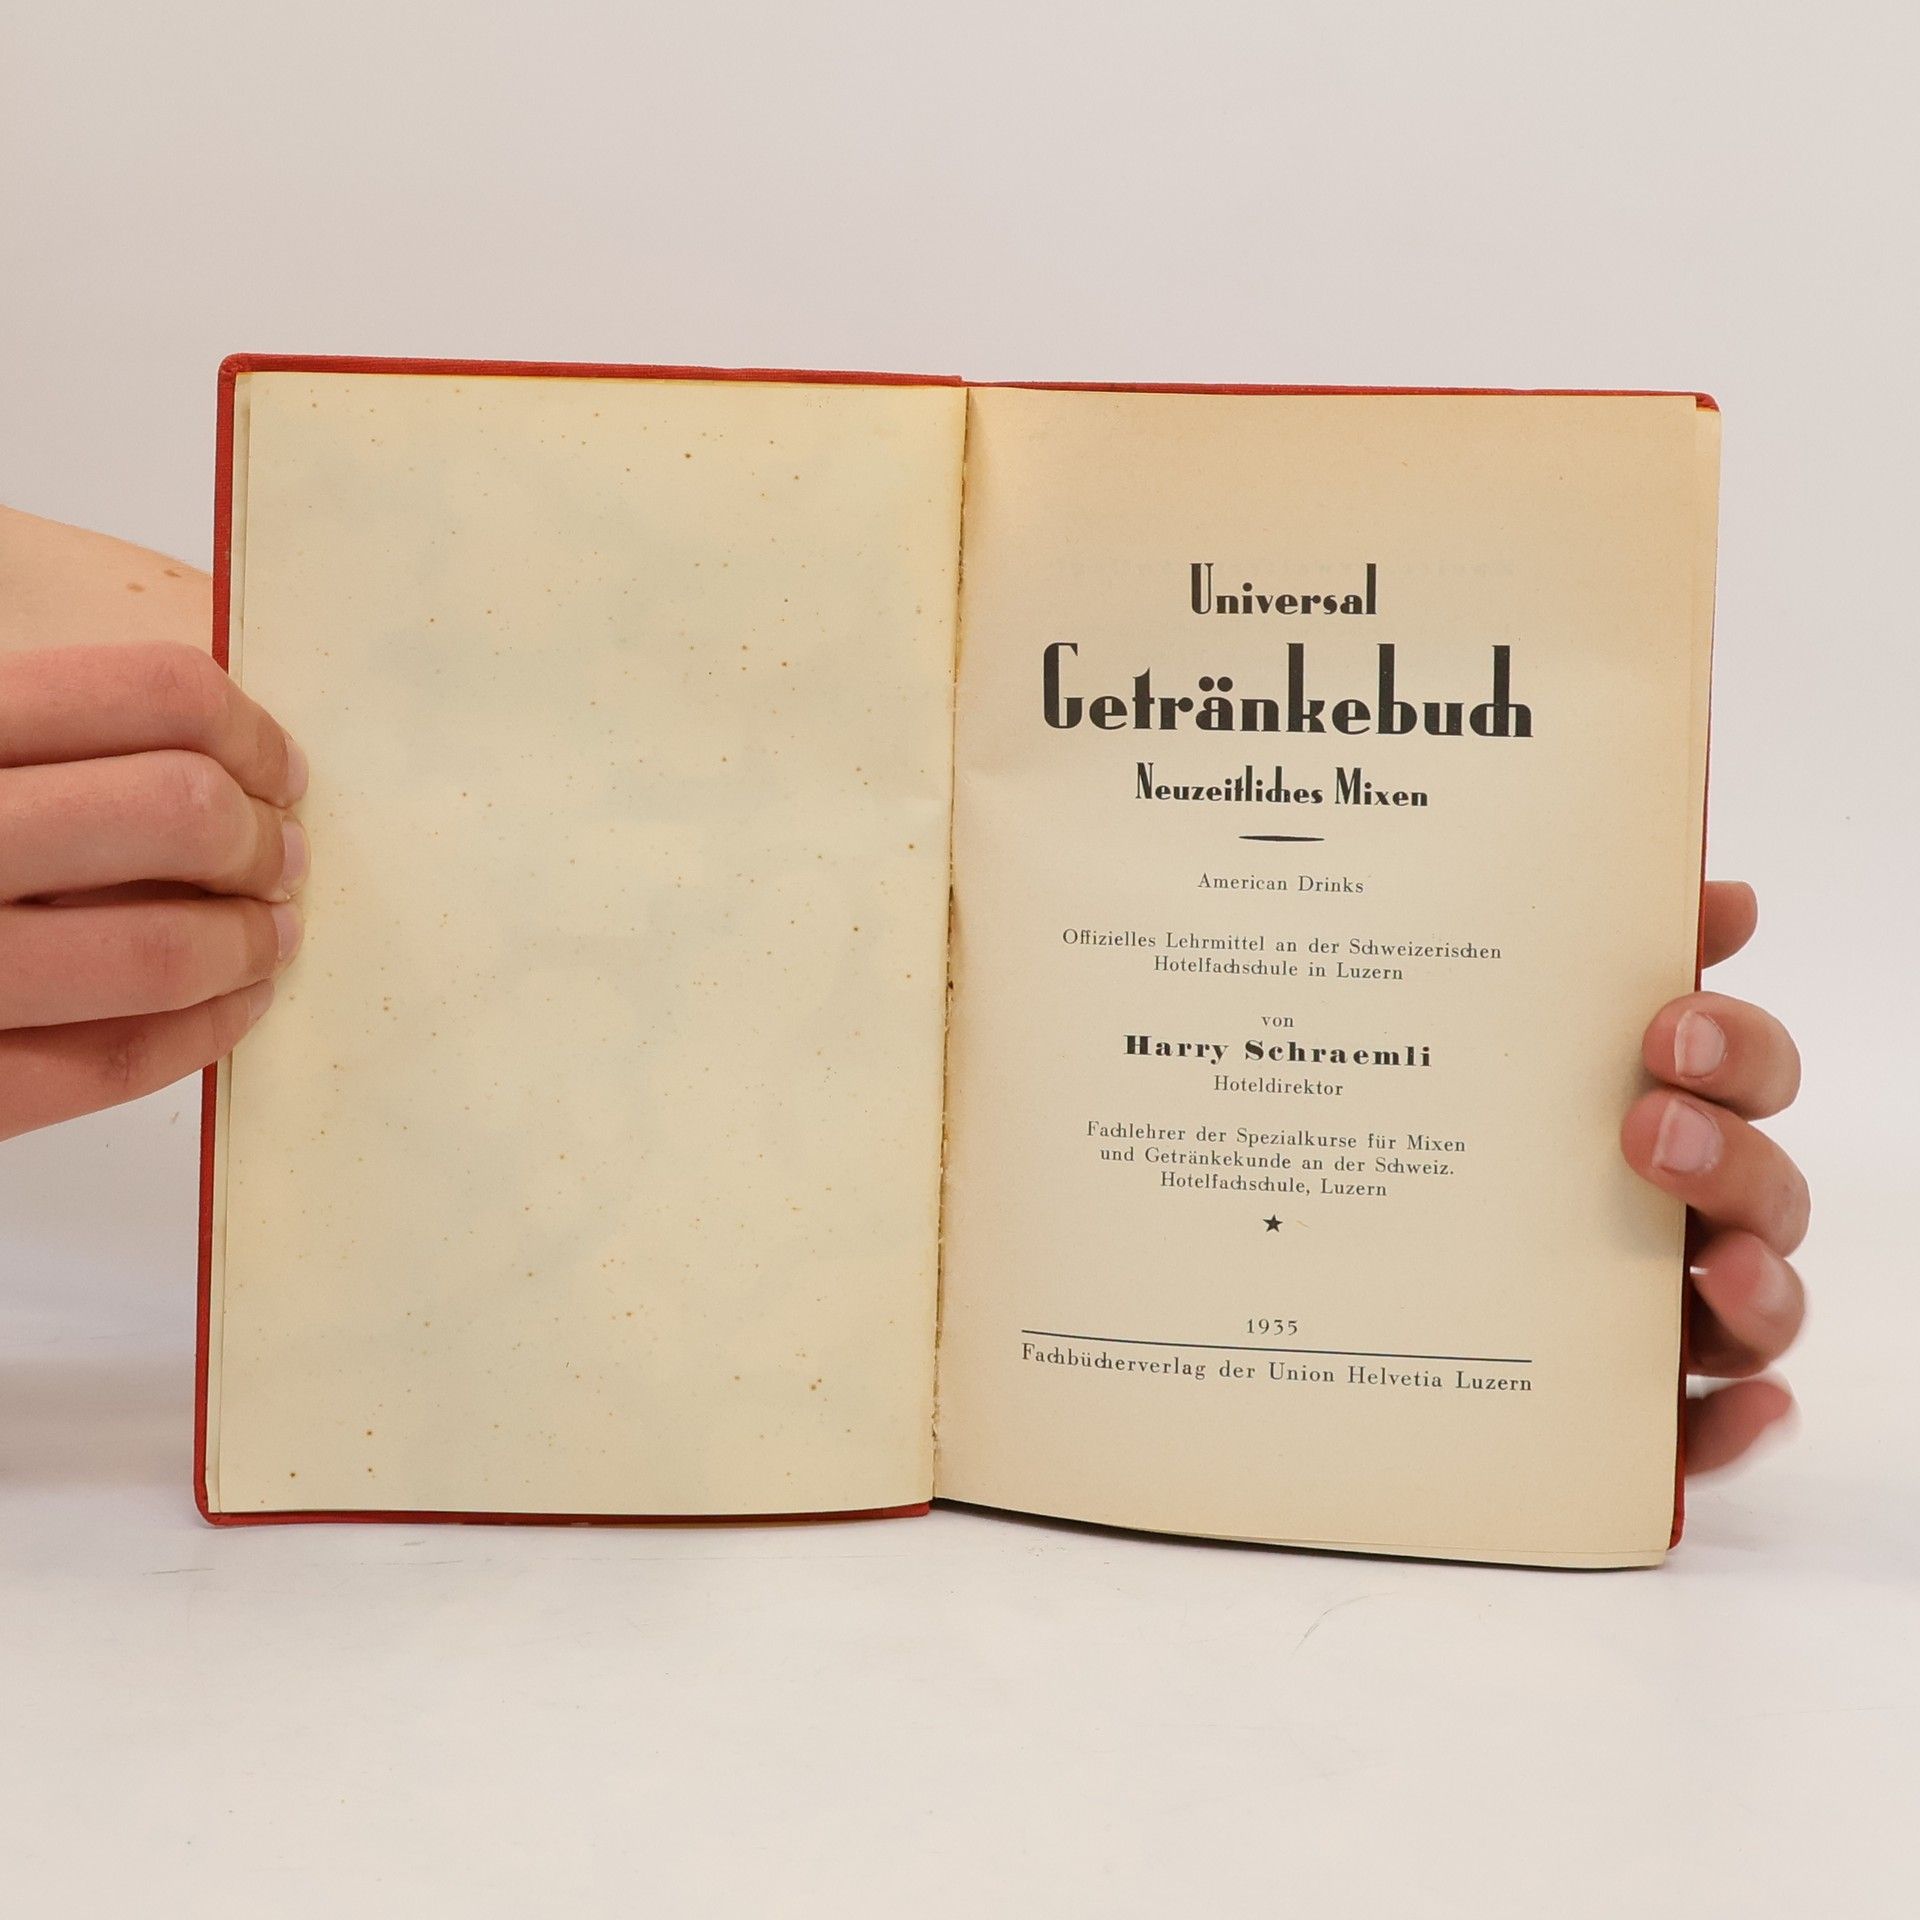 Universal
Getränkebuch
Neuzeitliches Mixen
American Drinks
Offizielles Lehrmittel an der Schweizerischen
Hotelfachschule in Luzern
von
Harry Schraemli
Hoteldirektor
Fachlehrer der Spezialkurse für Mixen
und Getränkekunde an der Schweiz.
Hotelfachschule, Luzern
★
1935
Fachbücherverlag der Union Helvetia Luzern